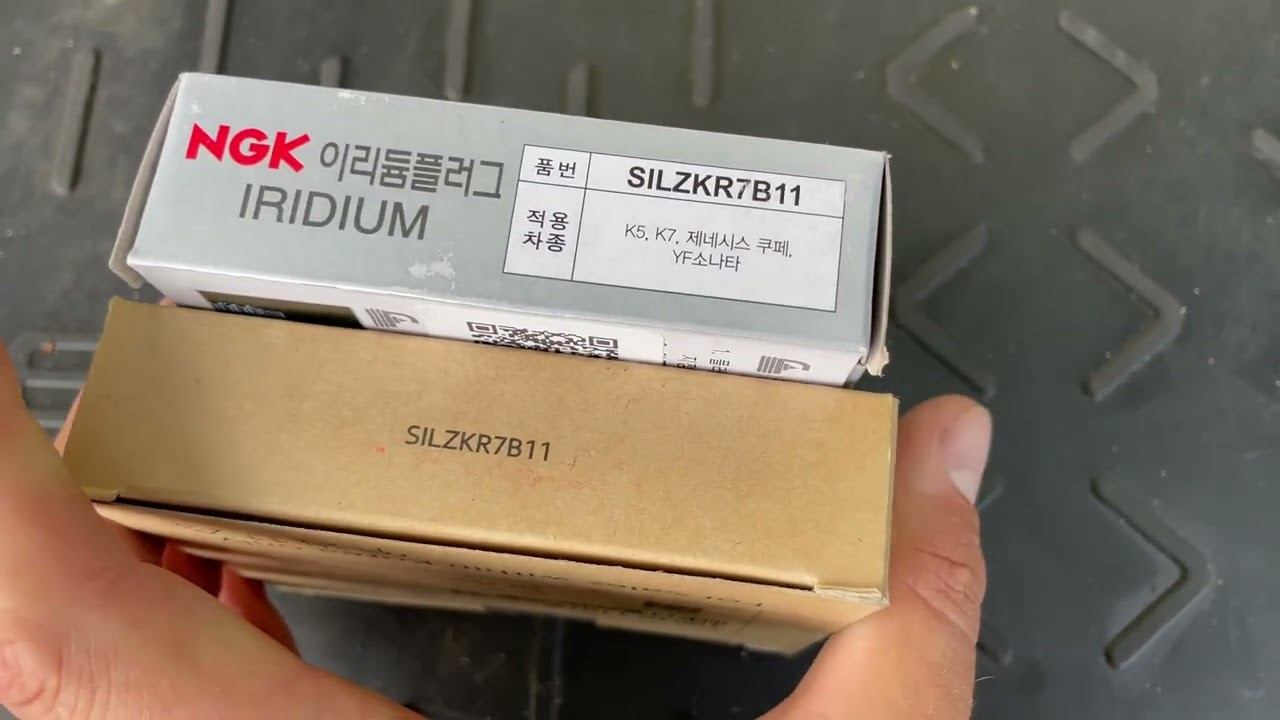 NGK 이리듐플러그
IRIDIUM
품번 SILZKR7B11
적용
차종
K5, K7, 제네시스 쿠페,
YF소나타
SILZKR7B11